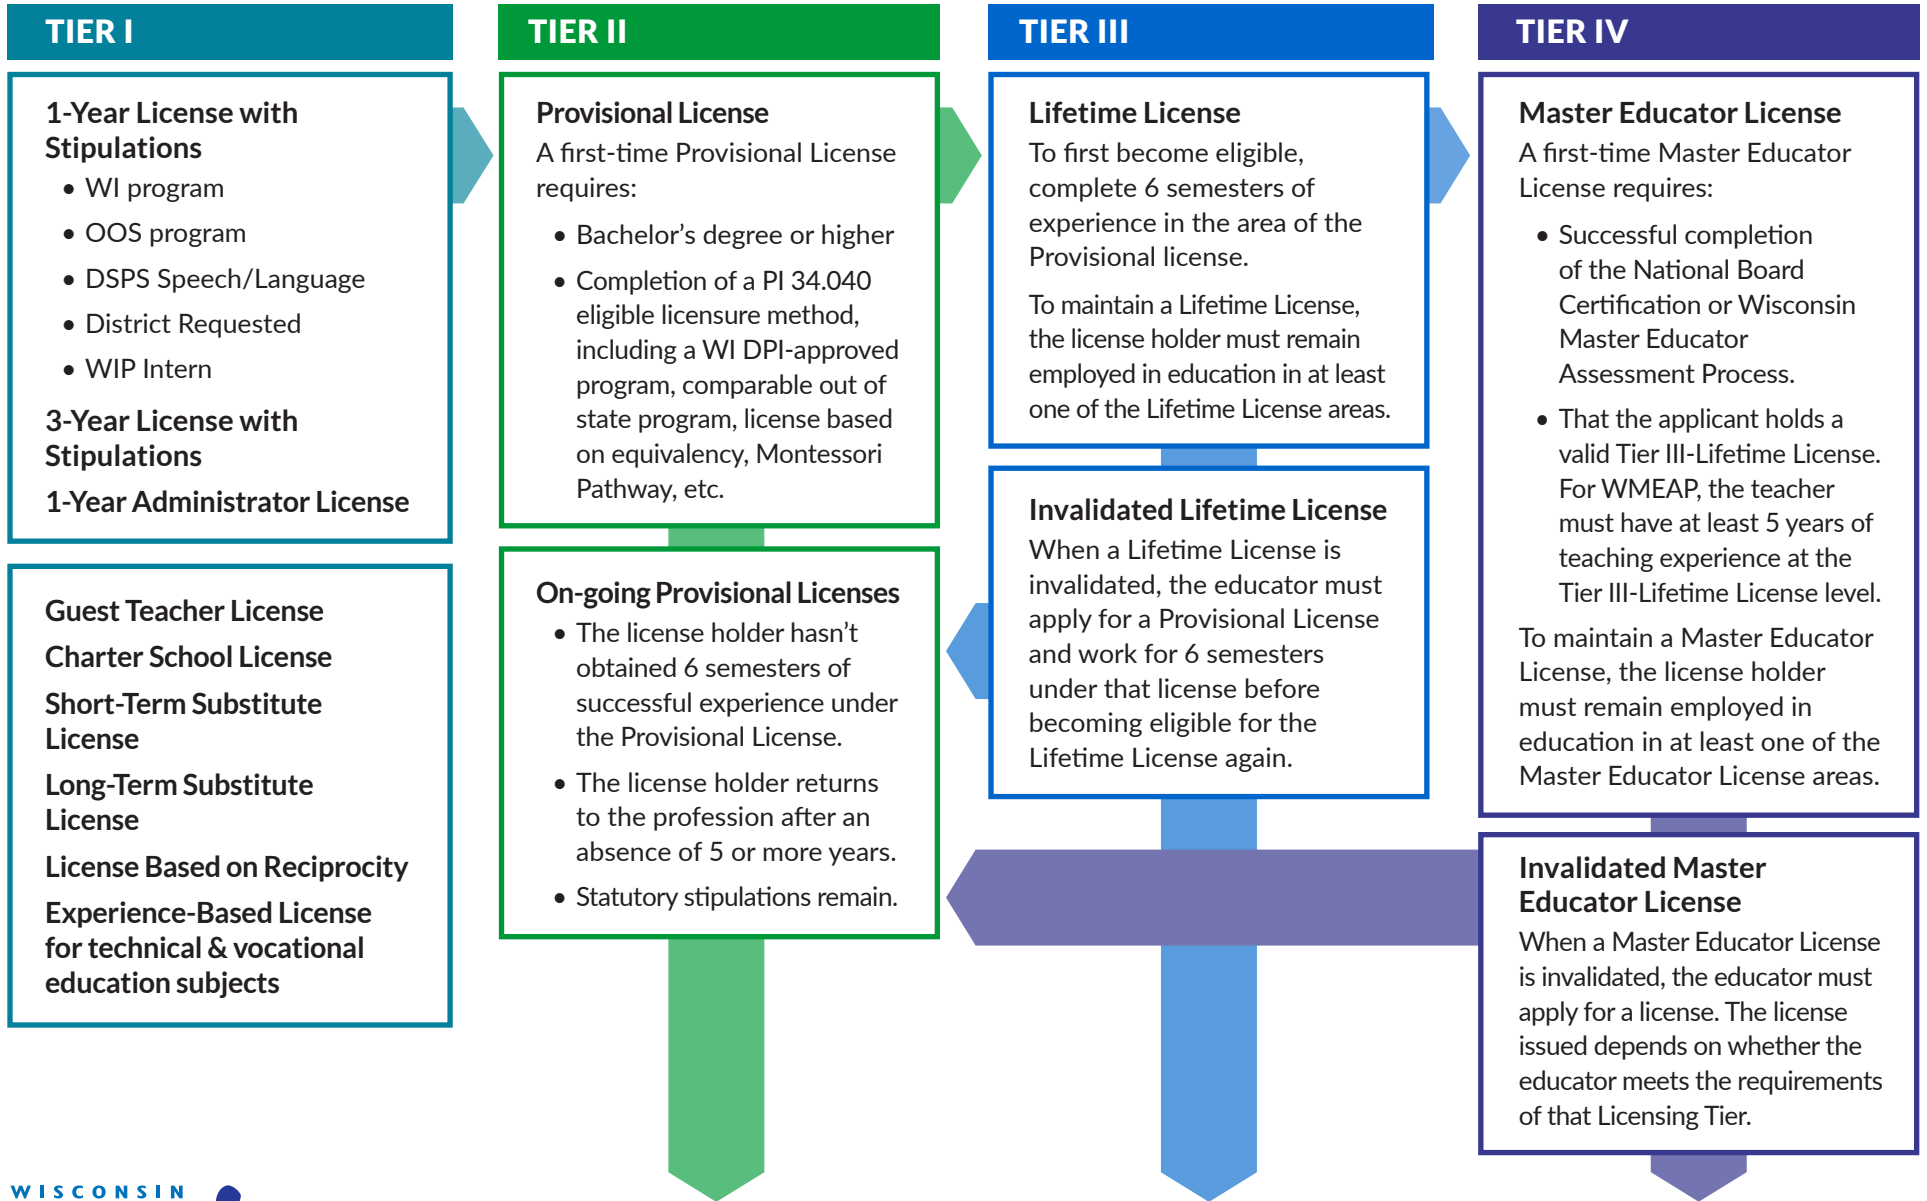 TIER I
1-Year License with
Stipulations
• WI program
• OOS program
• DSPS Speech/Language
• District Requested
• WIP Intern
3-Year License with
Stipulations
1-Year Administrator License
Guest Teacher License
Charter School License
Short-Term Substitute
License
Long-Term Substitute
License
License Based on Reciprocity
Experience-Based License
for technical & vocational
education subjects
TIER II
Provisional License
A first-time Provisional License
requires:
• Bachelor’s degree or higher
• Completion of a PI 34.040
eligible licensure method,
including a WI DPI-approved
program, comparable out of
state program, license based
on equivalency, Montessori
Pathway, etc.
On-going Provisional Licenses
• The license holder hasn’t
obtained 6 semesters of
successful experience under
the Provisional License.
• The license holder returns
to the profession after an
absence of 5 or more years.
• Statutory stipulations remain.
TIER III
Lifetime License
To first become eligible,
complete 6 semesters of
experience in the area of the
Provisional license.
To maintain a Lifetime License,
the license holder must remain
employed in education in at least
one of the Lifetime License areas.
Invalidated Lifetime License
When a Lifetime License is
invalidated, the educator must
apply for a Provisional License
and work for 6 semesters
under that license before
becoming eligible for the
Lifetime License again.
TIER IV
Master Educator License
A first-time Master Educator
License requires:
• Successful completion
of the National Board
Certification or Wisconsin
Master Educator
Assessment Process.
• That the applicant holds a
valid Tier III-Lifetime License.
For WMEAP, the teacher
must have at least 5 years of
teaching experience at the
Tier III-Lifetime License level.
To maintain a Master Educator
License, the license holder
must remain employed in
education in at least one of the
Master Educator License areas.
Invalidated Master
Educator License
When a Master Educator License
is invalidated, the educator must
apply for a license. The license
issued depends on whether the
educator meets the requirements
of that Licensing Tier.
WISCONSIN